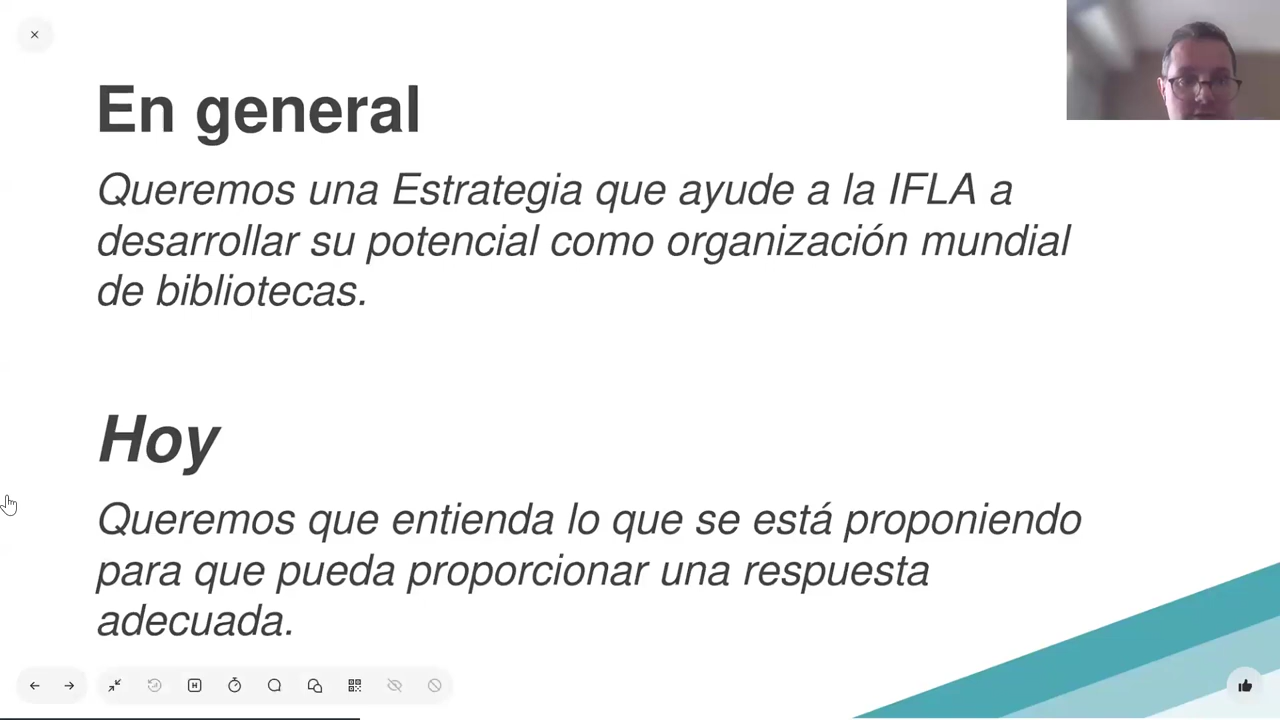 En general
Queremos una Estrategia que ayude a la IFLA a
desarrollar su potencial como organización mundial
de bibliotecas.
Hoy
Queremos que entienda lo que se está proponiendo
para que pueda proporcionar una respuesta
adecuada.